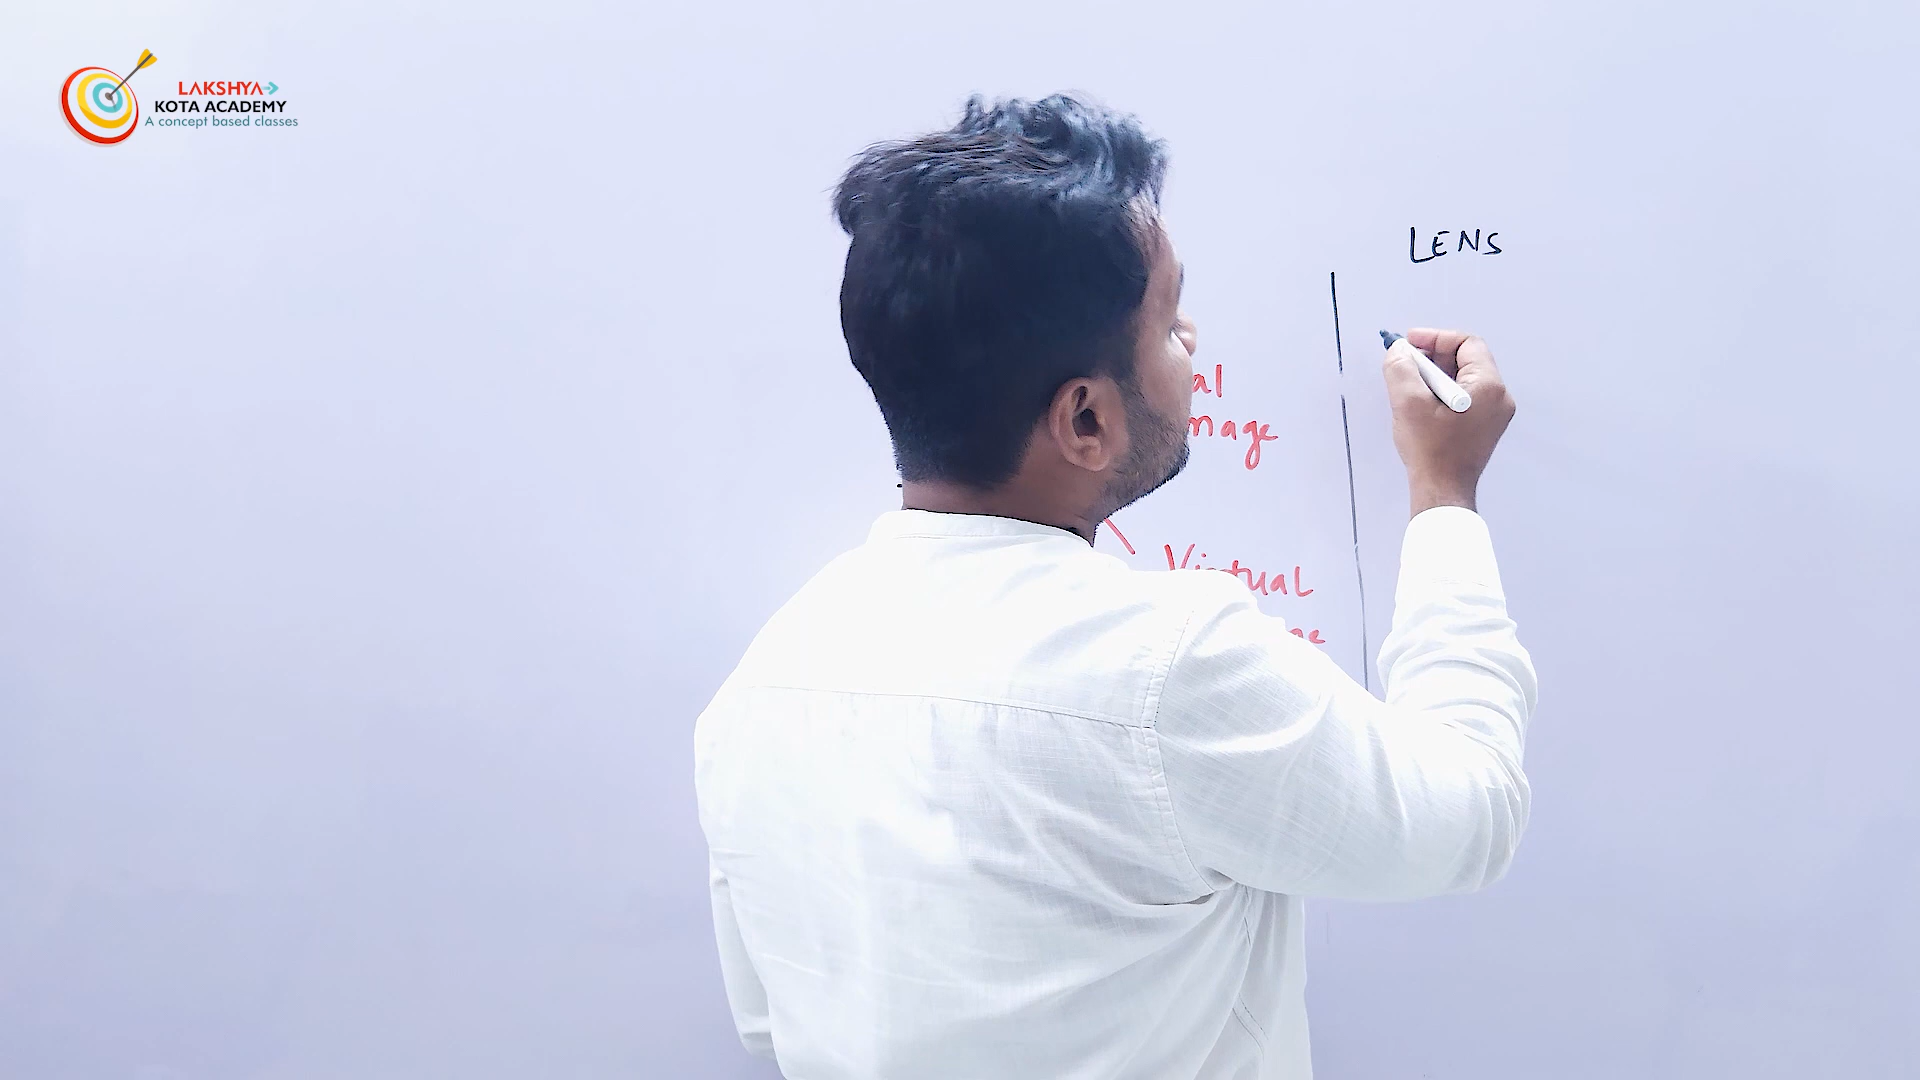 LAKSHYA
KOTA ACADEMY
A concept based classes
LENS
al
mage
Virtual